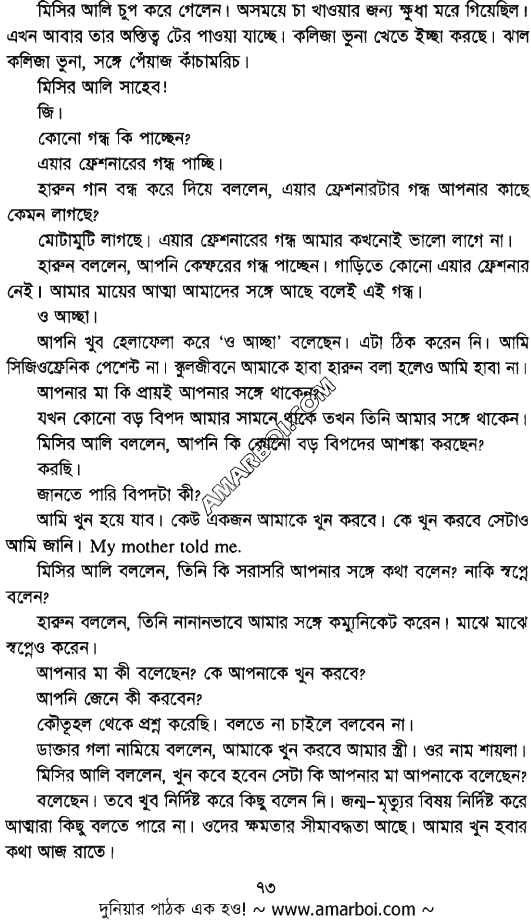 মিসির আলি চুপ করে গেলেন। অসময়ে চা খাওয়ার জন্য ক্ষুধা মরে গিয়েছিল।
এখন আবার তার অস্তিত্ব টের পাওয়া যাচ্ছে। কলিজা ভুনা খেতে ইচ্ছা করছে। ঝাল
কলিজা ভুনা, সঙ্গে পেঁয়াজ কাঁচামরিচ।
মিসির আলি সাহেব!
জি।
কোনো গন্ধ কি পাচ্ছেন?
এয়ার ফ্রেশনারের গন্ধ পাচ্ছি।
হারুন গান বন্ধ করে দিয়ে বললেন, এয়ার ফ্রেশনারটার গন্ধ আপনার কাছে
কেমন লাগছে?
মোটামুটি লাগছে। এয়ার ফ্রেশনারের গন্ধ আমার কখনোই ভালো লাগে না।
হারুন বললেন, আপনি কেম্ফরের গন্ধ পাচ্ছেন। গাড়িতে কোনো এয়ার ফ্রেশনার
নেই। আমার মায়ের আত্মা আমাদের সঙ্গে আছে বলেই এই গন্ধ।
ও আচ্ছা।
আপনি খুব হেলাফেলা করে ‘ও আচ্ছা’ বলেছেন। এটা ঠিক করেন নি। আমি
সিজিওফ্রেনিক পেশেন্ট না। স্কুলজীবনে আমাকে হাবা হারুন বলা হলেও আমি হাবা না।
আপনার মা কি প্রায়ই আপনার সঙ্গে থাকেন?
যখন কোনো বড় বিপদ আমার সামনে থাকে তখন তিনি আমার সঙ্গে থাকেন।
মিসির আলি বললেন, আপনি কি কোনো বড় বিপদের আশঙ্কা করছেন?
করছি।
জানতে পারি বিপদটা কী?
আমি খুন হয়ে যাব। কেউ একজন আমাকে খুন করবে। কে খুন করবে সেটাও
আমি জানি। My mother told me.
মিসির আলি বললেন, তিনি কি সরাসরি আপনার সঙ্গে কথা বলেন? নাকি স্বপ্নে
বলেন?
হারুন বললেন, তিনি নানানভাবে আমার সঙ্গে কম্যুনিকেট করেন। মাঝে মাঝে
স্বপ্নেও করেন।
আপনার মা কী বলেছেন? কে আপনাকে খুন করবে?
আপনি জেনে কী করবেন?
কৌতূহল থেকে প্রশ্ন করেছি। বলতে না চাইলে বলবেন না।
ডাক্তার গলা নামিয়ে বললেন, আমাকে খুন করবে আমার স্ত্রী। ওর নাম শায়লা।
মিসির আলি বললেন, খুন কবে হবেন সেটা কি আপনার মা আপনাকে বলেছেন?
বলেছেন। তবে খুব নির্দিষ্ট করে কিছু বলেন নি। জন্ম–মৃত্যুর বিষয় নির্দিষ্ট করে
আত্মারা কিছু বলতে পারে না। ওদের ক্ষমতার সীমাবদ্ধতা আছে। আমার খুন হবার
কথা আজ রাতে।
AMARBOI.COM
৭৩
দুনিয়ার পাঠক এক হও! ~ www.amarboi.com ~